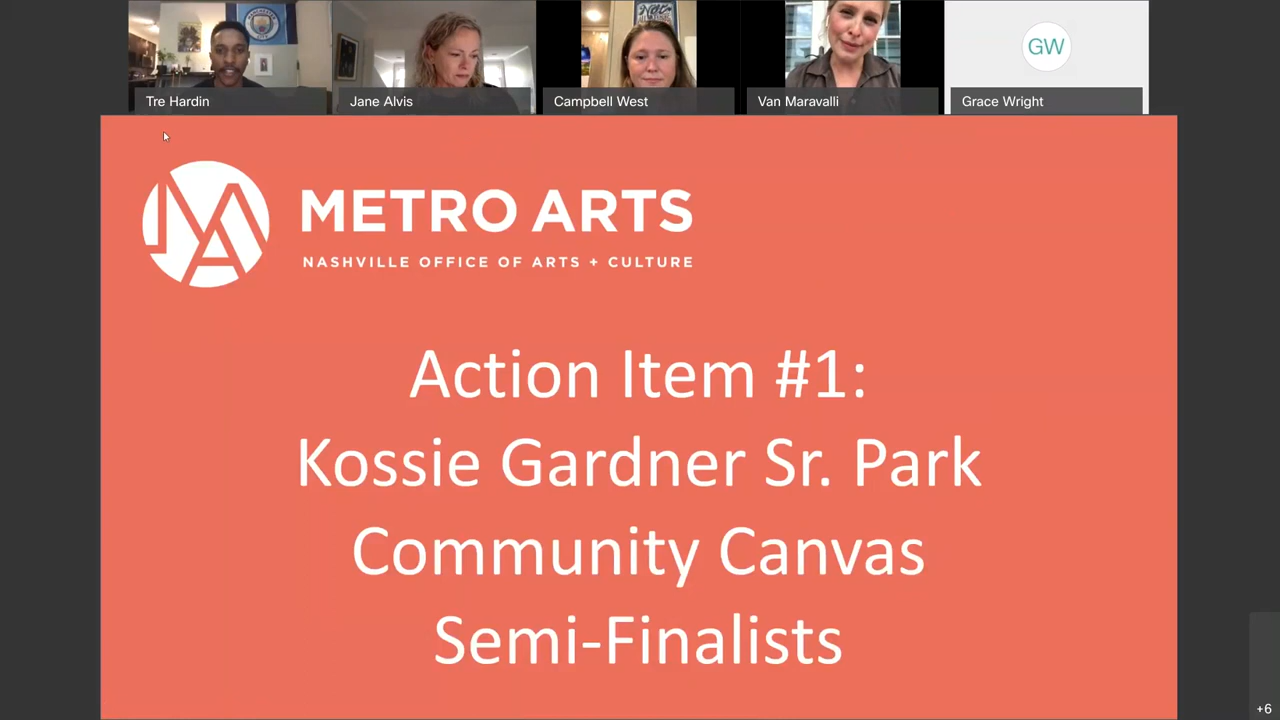 Tre Hardin
Jane Alvis
Campbell West
Van Maravalli
GW
Grace Wright
MA
METRO ARTS
NASHVILLE OFFICE OF ARTS + CULTURE
Action Item #1:
Kossie Gardner Sr. Park
Community Canvas
Semi-Finalists
+6